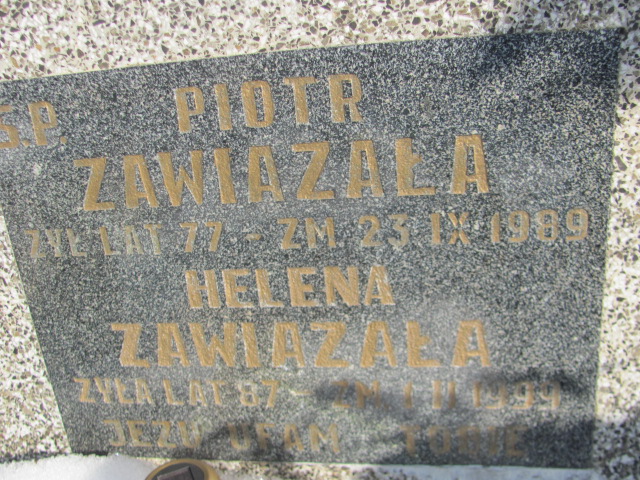 Ś.P. PIOTR
ZAWIAZAŁA
ŻYŁ LAT 77 - ZM. 23 IX 1989
HELENA
ZAWIAZAŁA
ŻYŁA LAT 87 - ZM. 1 II 1994
JEZU UFAM TOBIE